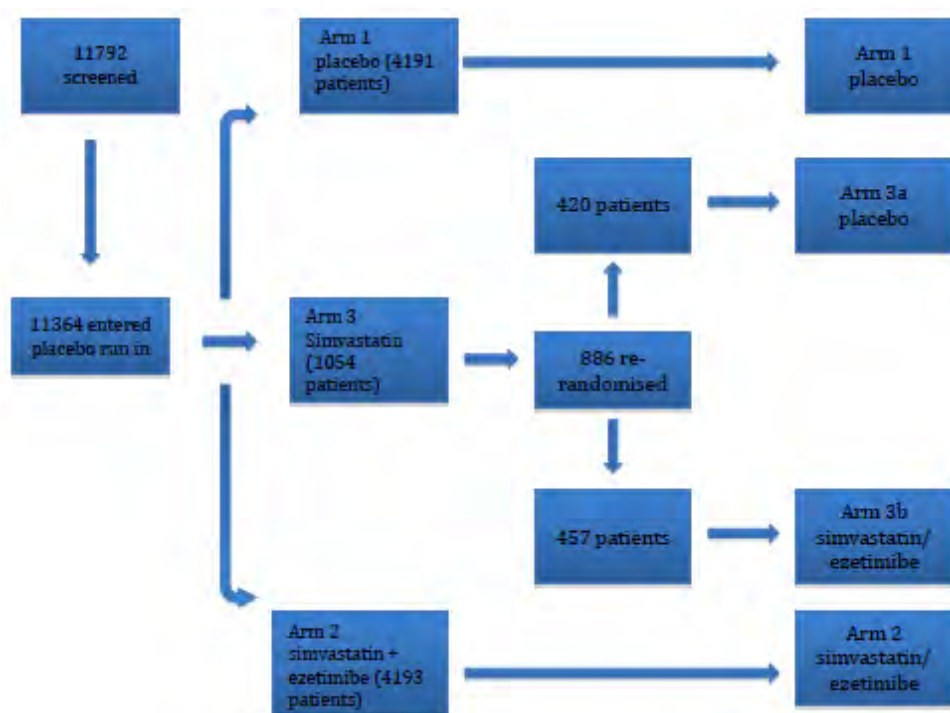 11792
screened
11364 entered
placebo run in
Arm 1
placebo (4191
patients)
Arm 1
placebo
Arm 3
Simvastatin
(1054
patients)
886 re-
randomised
420 patients
Arm 3a
placebo
457 patients
Arm 3b
simvastatin/
ezetimibe
Arm 2
simvastatin +
ezetimibe (4193
patients)
Arm 2
simvastatin/
ezetimibe